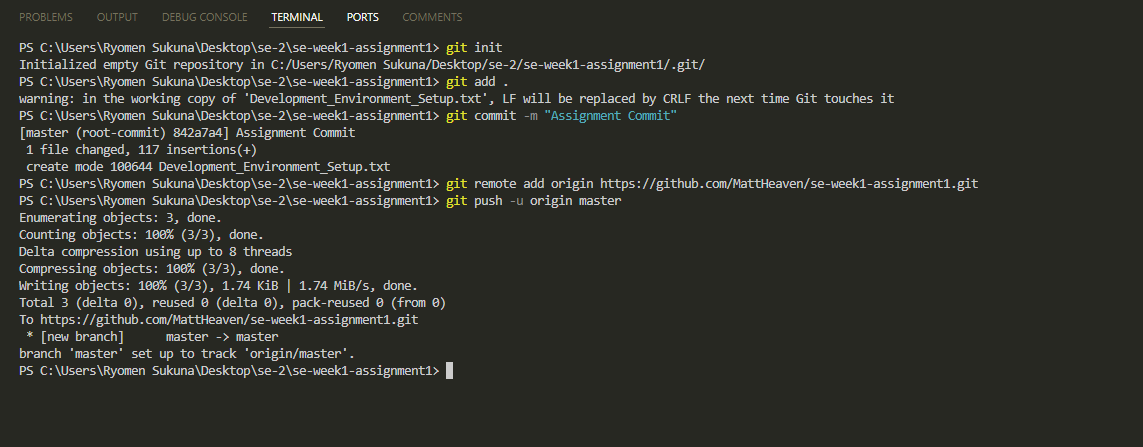 PROBLEMS OUTPUT DEBUG CONSOLE TERMINAL PORTS COMMENTS
PS C:\Users\Ryomen Sukuna\Desktop\se-2\se-week1-assignment1> git init
Initialized empty Git repository in C:/Users/Ryomen Sukuna/Desktop/se-2/se-week1-assignment1/.git/
PS C:\Users\Ryomen Sukuna\Desktop\se-2\se-week1-assignment1> git add .
warning: in the working copy of 'Development_Environment_Setup.txt', LF will be replaced by CRLF the next time Git touches it
PS C:\Users\Ryomen Sukuna\Desktop\se-2\se-week1-assignment1> git commit -m "Assignment Commit"
[master (root-commit) 842a7a4] Assignment Commit
 1 file changed, 117 insertions(+)
 create mode 100644 Development_Environment_Setup.txt
PS C:\Users\Ryomen Sukuna\Desktop\se-2\se-week1-assignment1> git remote add origin https://github.com/MattHeaven/se-week1-assignment1.git
PS C:\Users\Ryomen Sukuna\Desktop\se-2\se-week1-assignment1> git push -u origin master
Enumerating objects: 3, done.
Counting objects: 100% (3/3), done.
Delta compression using up to 8 threads
Compressing objects: 100% (3/3), done.
Writing objects: 100% (3/3), 1.74 KiB | 1.74 MiB/s, done.
Total 3 (delta 0), reused 0 (delta 0), pack-reused 0 (from 0)
To https://github.com/MattHeaven/se-week1-assignment1.git
 * [new branch]      master -> master
branch 'master' set up to track 'origin/master'.
PS C:\Users\Ryomen Sukuna\Desktop\se-2\se-week1-assignment1>